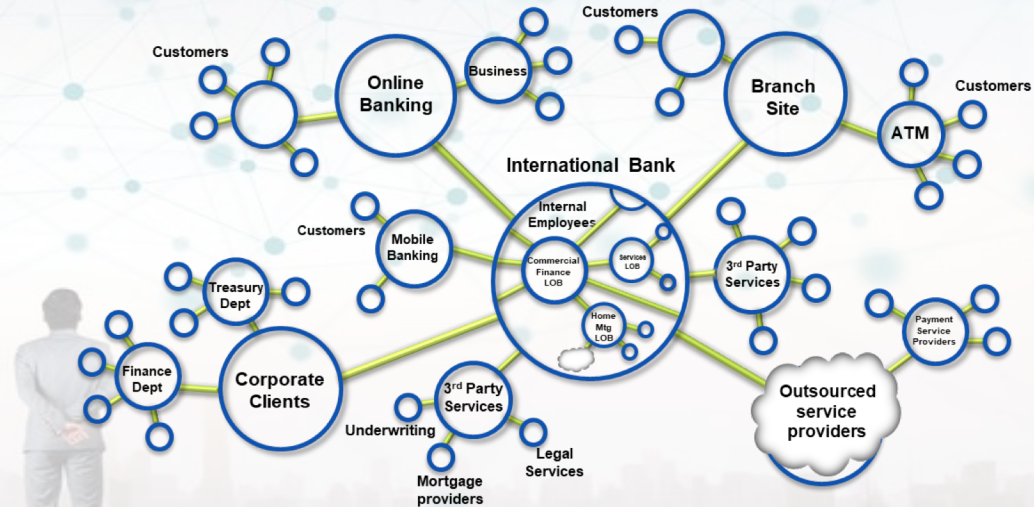 Customers
Online
Banking
Business
Customers
Branch
Site
Customers
ATM
International Bank
Internal
Employees
Commercial
Finance
LOB
Services
LOB
Home
Mtg
LOB
Customers
Mobile
Banking
3rd Party
Services
Treasury
Dept
Finance
Dept
Corporate
Clients
3rd Party
Services
Underwriting
Mortgage
providers
Legal
Services
Payment
Service
Providers
Outsourced
service
providers